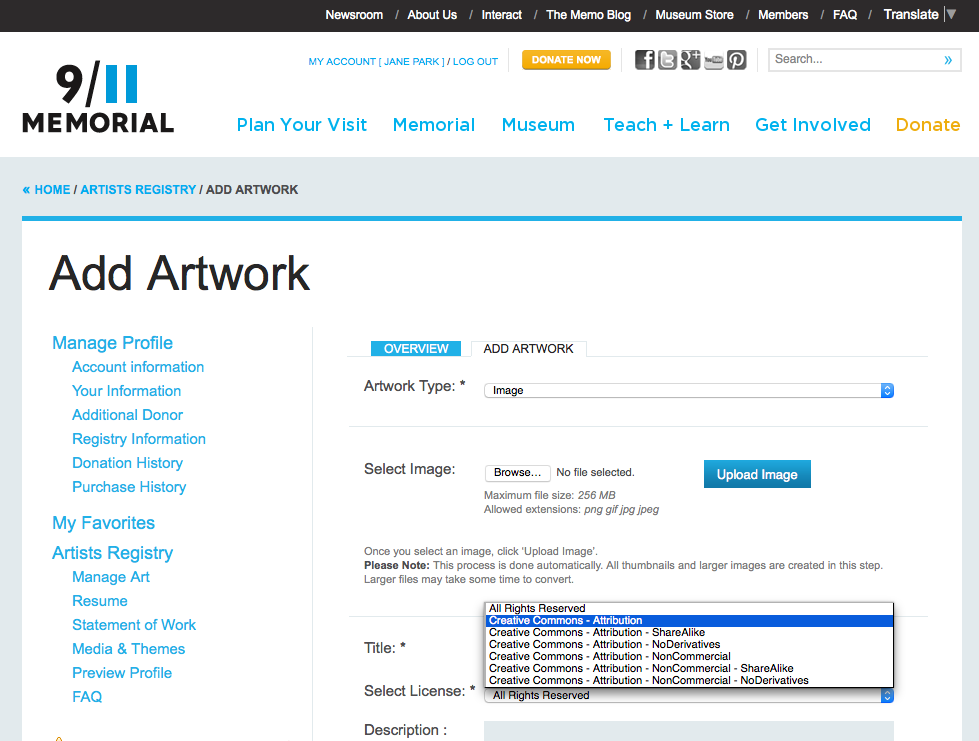 Newsroom / About Us / Interact / The Memo Blog / Museum Store / Members / FAQ / Translate
MY ACCOUNT [ JANE PARK ] / LOG OUT
DONATE NOW
Search... »
9/11
MEMORIAL
Plan Your Visit Memorial Museum Teach + Learn Get Involved Donate
« HOME / ARTISTS REGISTRY / ADD ARTWORK
Add Artwork
Manage Profile
Account information
Your Information
Additional Donor
Registry Information
Donation History
Purchase History
My Favorites
Artists Registry
Manage Art
Resume
Statement of Work
Media & Themes
Preview Profile
FAQ
OVERVIEW ADD ARTWORK
Artwork Type: * Image
Select Image: Browse... No file selected. Upload Image
Maximum file size: 256 MB
Allowed extensions: png gif jpg jpeg
Once you select an image, click 'Upload Image'.
Please Note: This process is done automatically. All thumbnails and larger images are created in this step.
Larger files may take some time to convert.
Title: *
All Rights Reserved
Creative Commons - Attribution
Creative Commons - Attribution - ShareAlike
Creative Commons - Attribution - NoDerivatives
Creative Commons - Attribution - NonCommercial
Creative Commons - Attribution - NonCommercial - ShareAlike
Creative Commons - Attribution - NonCommercial - NoDerivatives
Select License: * All Rights Reserved
Description :